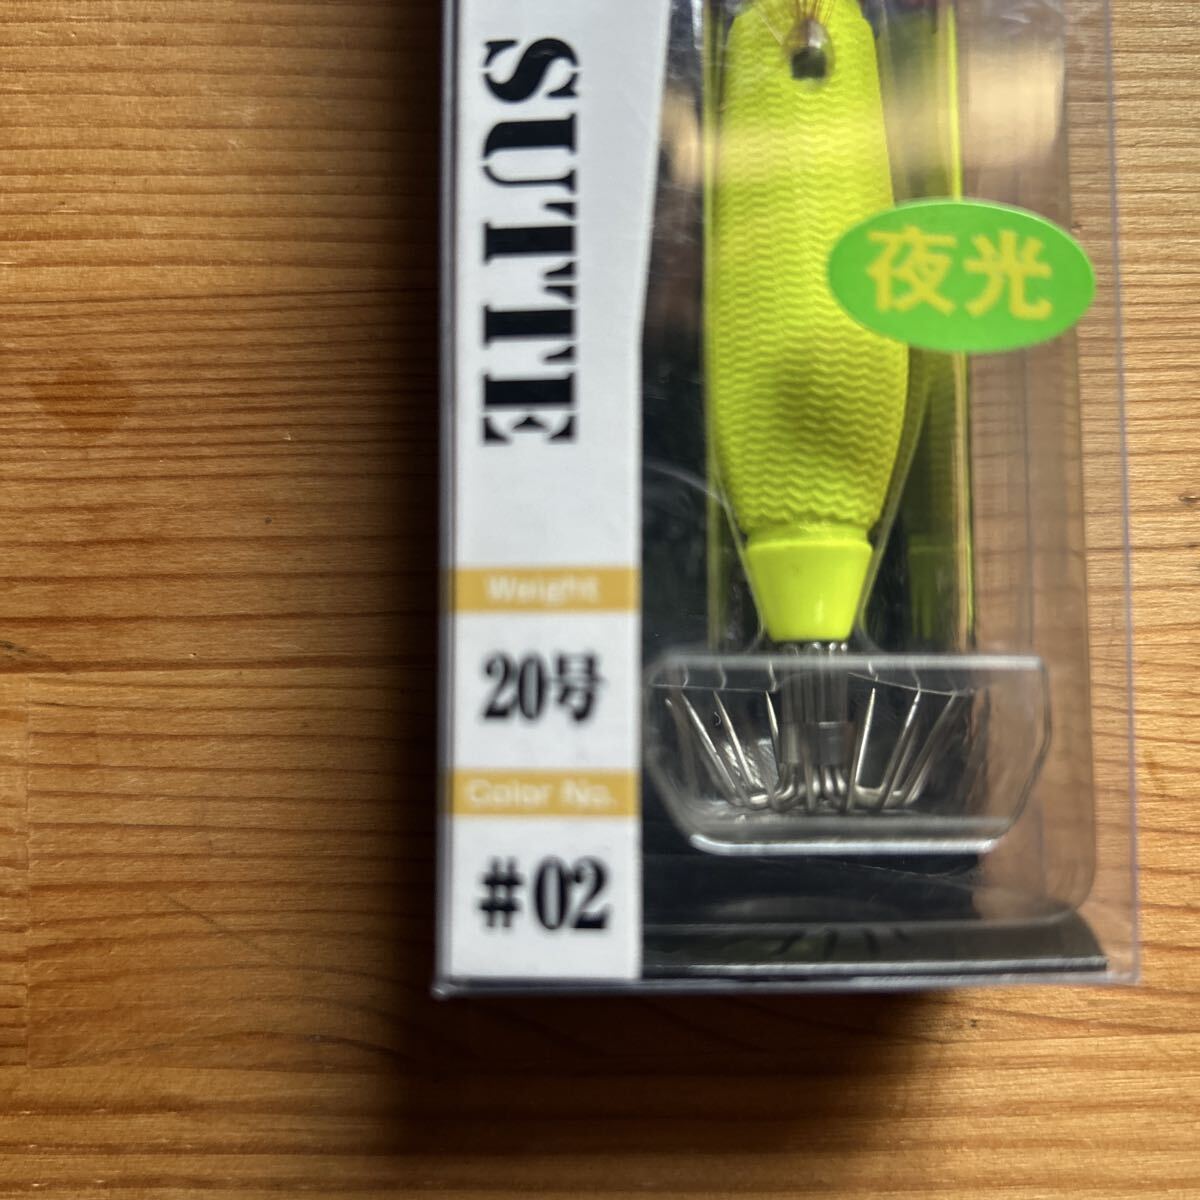 SUTTE
夜光
Weight
20号
Color No.
#02